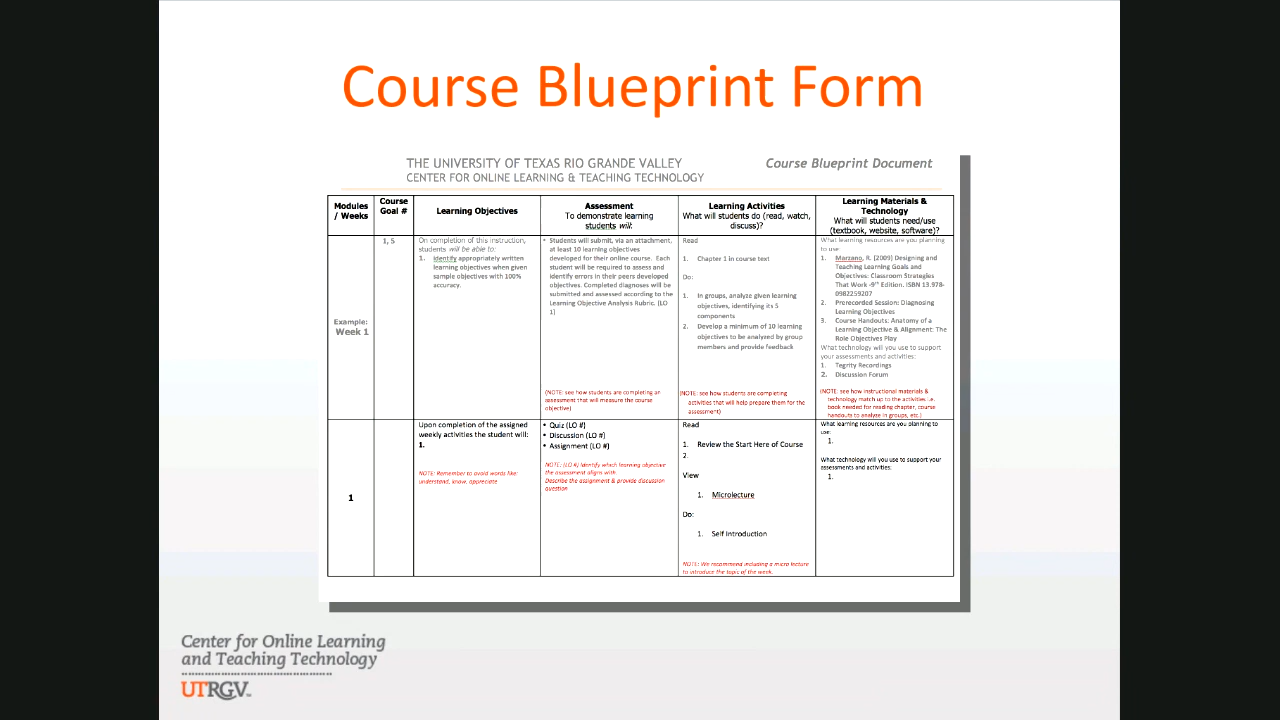 Course Blueprint Form
THE UNIVERSITY OF TEXAS RIO GRANDE VALLEY
CENTER FOR ONLINE LEARNING & TEACHING TECHNOLOGY
Course Blueprint Document
Modules
/ Weeks
Course
Goal #
Learning Objectives
Assessment
To demonstrate learning
students will:
Learning Activities
What will students do (read, watch,
discuss)?
Learning Materials &
Technology
What will students need/use
(textbook, website, software)?
Example:
Week 1
1, 5
On completion of this instruction,
students will be able to:
1. Identify appropriately written
learning objectives when given
sample objectives with 100%
accuracy.
• Students will submit, via an attachment,
at least 10 learning objectives
developed for their online course. Each
student will be required to assess and
identify errors in their peers developed
objectives. Completed diagnoses will be
submitted and assessed according to the
Learning Objective Analysis Rubric. (LO
1)
(NOTE: see how students are completing an
assessment that will measure the course
objective)
Read
1. Chapter 1 in course text
Do:
1. In groups, analyze given learning
objectives, identifying its 5
components
2. Develop a minimum of 10 learning
objectives to be analyzed by group
members and provide feedback
(NOTE: see how students are completing
activities that will help prepare them for the
assessment)
What learning resources are you planning
to use
1. Marzano, R. (2009) Designing and
Teaching Learning Goals and
Objectives: Classroom Strategies
That Work -9th Edition. ISBN 13.978-
0982259207
2. Prerecorded Session: Diagnosing
Learning Objectives
3. Course Handouts: Anatomy of a
Learning Objective & Alignment: The
Role Objectives Play
What technology will you use to support
your assessments and activities:
1. Tegrity Recordings
2. Discussion Forum
(NOTE: see how instructional materials &
technology match up to the activities i.e.
book needed for reading chapter, course
handouts to analyze in groups, etc.)
1
Upon completion of the assigned
weekly activities the student will:
1.
NOTE: Remember to avoid words like:
understand, know, appreciate
• Quiz (LO #)
• Discussion (LO #)
• Assignment (LO #)
NOTE: (LO #) Identify which learning objective
the assessment aligns with
Describe the assignment & provide discussion
question
Read
1. Review the Start Here of Course
2.
View
1. Microlecture
Do:
1. Self Introduction
NOTE: We recommend including a micro lecture
to introduce the topic of the week.
What learning resources are you planning to
use:
1.
What technology will you use to support your
assessments and activities.
1.
Center for Online Learning
and Teaching Technology
UTRGV